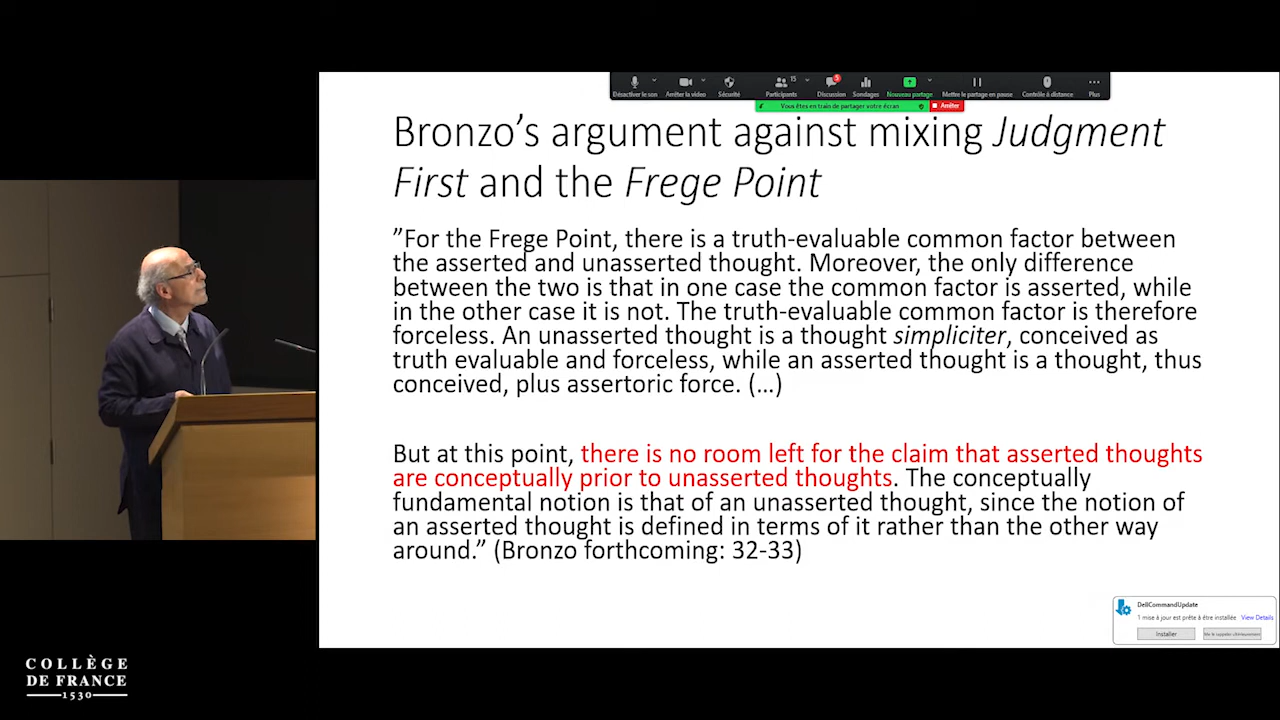 Désactiver le son
Arrêter la vidéo
Sécurité
Participants
15
Discussion
5
Sondages
Nouveau partage
Mettre le partage en pause
Contrôle à distance
Plus
Vous êtes en train de partager votre écran
Arrêter
Bronzo’s argument against mixing Judgment
First and the Frege Point
”For the Frege Point, there is a truth-evaluable common factor between
the asserted and unasserted thought. Moreover, the only difference
between the two is that in one case the common factor is asserted, while
in the other case it is not. The truth-evaluable common factor is therefore
forceless. An unasserted thought is a thought simpliciter, conceived as
truth evaluable and forceless, while an asserted thought is a thought, thus
conceived, plus assertoric force. (…)
But at this point, there is no room left for the claim that asserted thoughts
are conceptually prior to unasserted thoughts. The conceptually
fundamental notion is that of an unasserted thought, since the notion of
an asserted thought is defined in terms of it rather than the other way
around.” (Bronzo forthcoming: 32-33)
DellCommandUpdate
1 mise à jour est prête à être installée View Details
Installer
Me le rappeler ultérieurement
COLLÈGE
DE FRANCE
1530